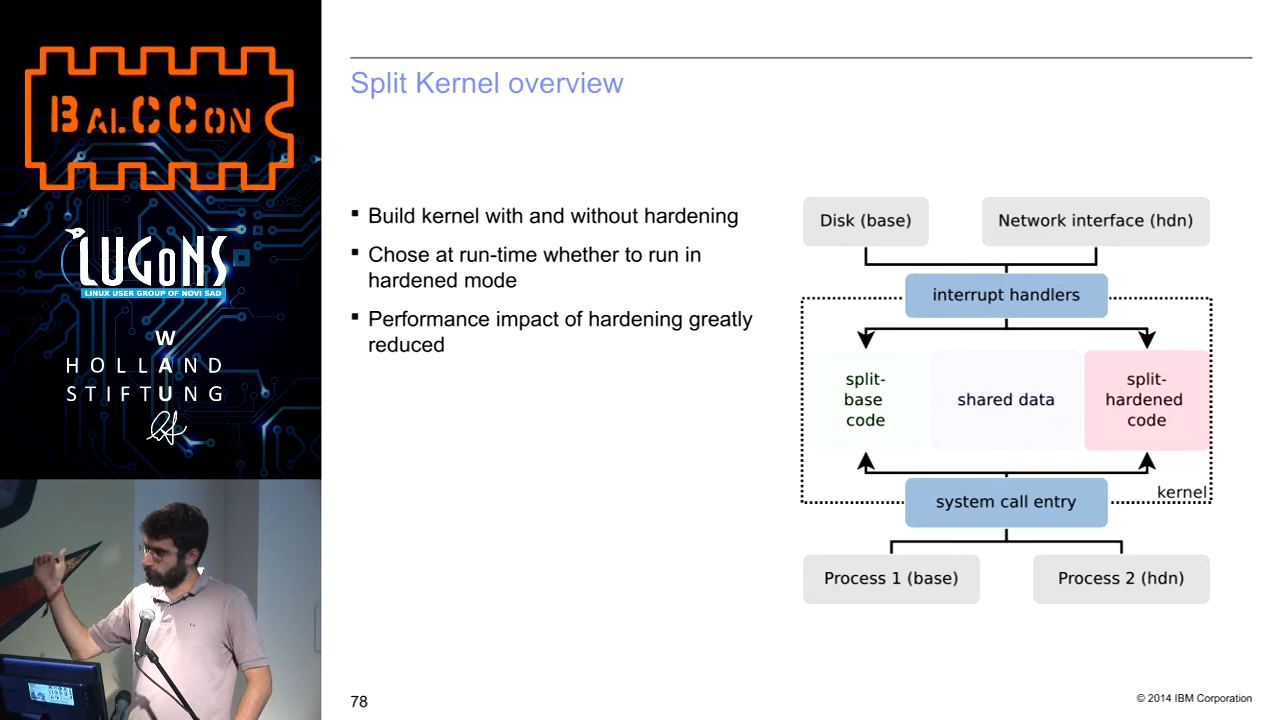 BALCCON
LUGONS
LINUX USER GROUP OF NOVI SAD
W
HOLLAND
U
STIFTUNG
Split Kernel overview
Build kernel with and without hardening
Chose at run-time whether to run in
hardened mode
Performance impact of hardening greatly
reduced
Disk (base)
Network interface (hdn)
interrupt handlers
split-
base
code
shared data
split-
hardened
code
kernel
system call entry
Process 1 (base)
Process 2 (hdn)
78
© 2014 IBM Corporation